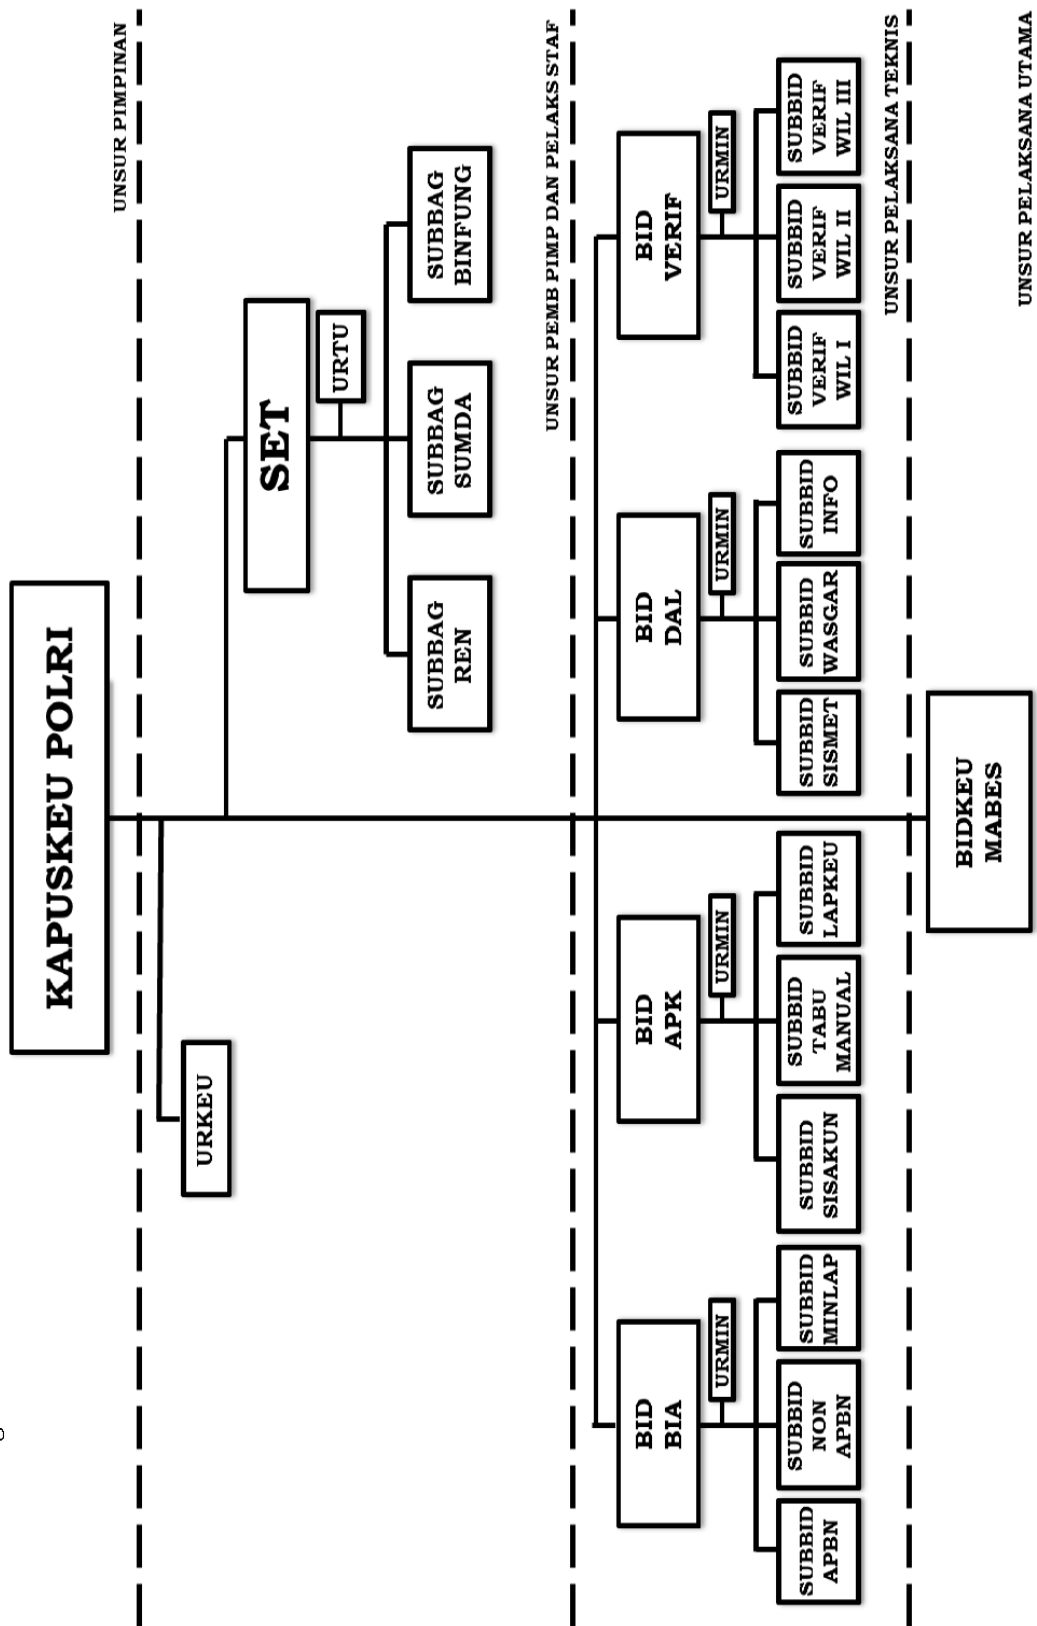 KAPUSKEU POLRI
UNSUR PIMPINAN
URKEU
SET
URTU
SUBBAG
REN
SUBBAG
SUMDA
SUBBAG
BINFUNG
UNSUR PEMB PIMP DAN PELAKS STAF
BID
BIA
BID
APK
BID
DAL
BID
VERIF
URMIN
URMIN
URMIN
URMIN
SUBBID
APBN
SUBBID
NON
APBN
SUBBID
MINLAP
SUBBID
SISAKUN
SUBBID
TABU
MANUAL
SUBBID
LAPKEU
SUBBID
SISMET
SUBBID
WASGAR
SUBBID
INFO
SUBBID
VERIF
WIL I
SUBBID
VERIF
WIL II
SUBBID
VERIF
WIL III
UNSUR PELAKSANA TEKNIS
BIDKEU
MABES
UNSUR PELAKSANA UTAMA